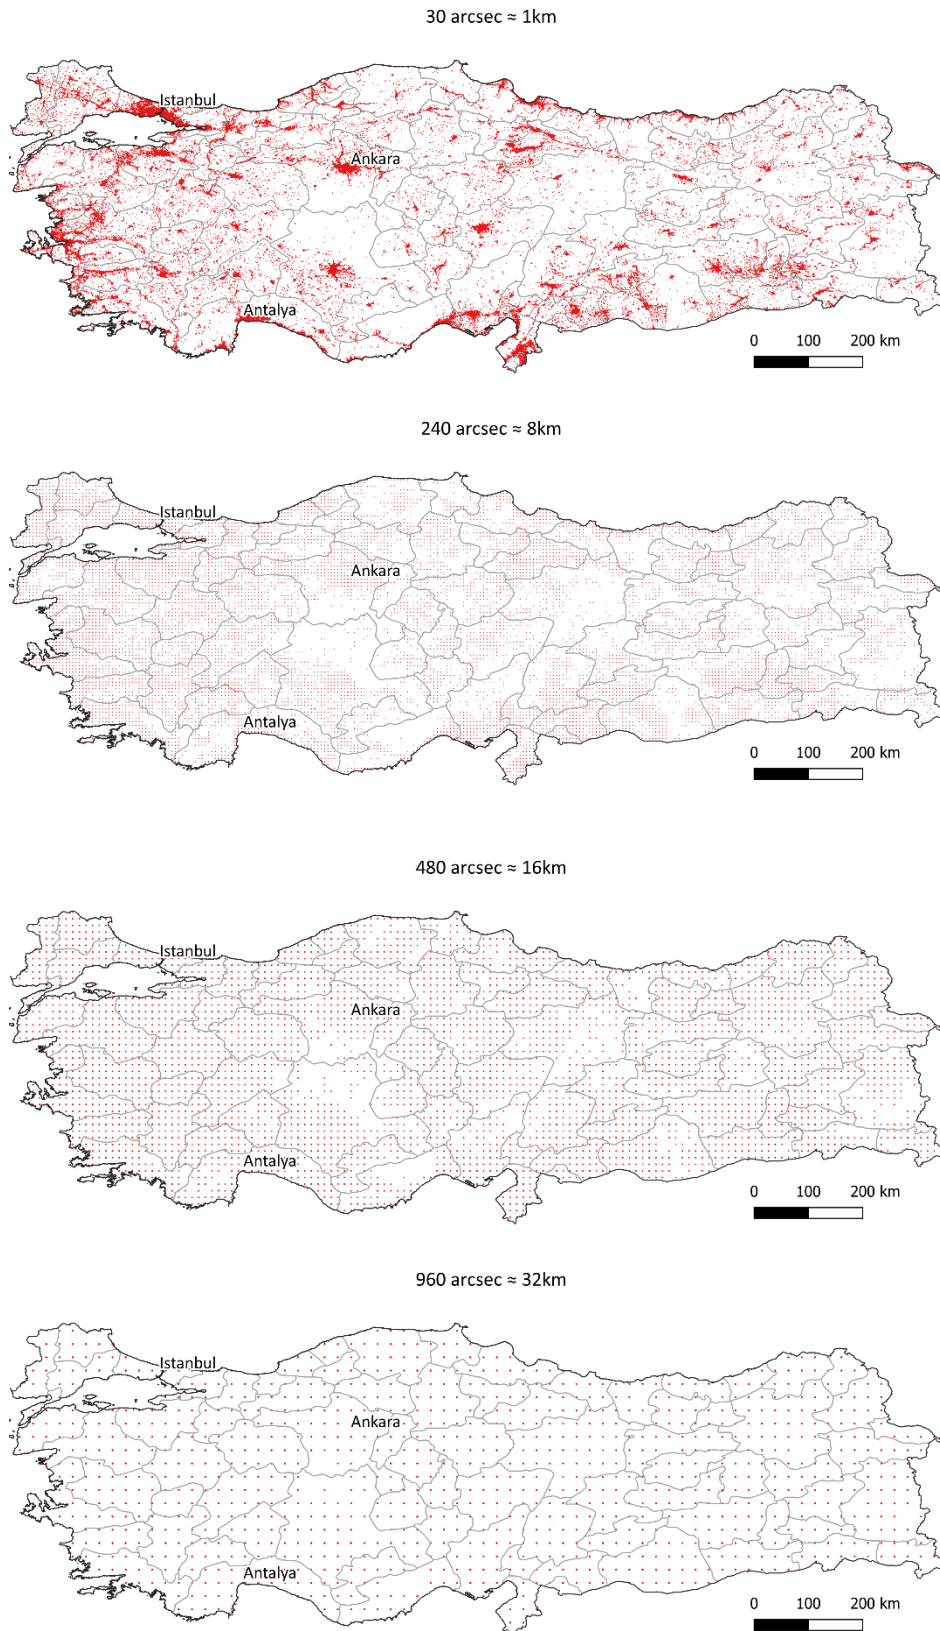 30 arcsec ≈ 1km
Istanbul
Ankara
Antalya
0 100 200 km
240 arcsec ≈ 8km
Istanbul
Ankara
Antalya
0 100 200 km
480 arcsec ≈ 16km
Istanbul
Ankara
Antalya
0 100 200 km
960 arcsec ≈ 32km
Istanbul
Ankara
Antalya
0 100 200 km